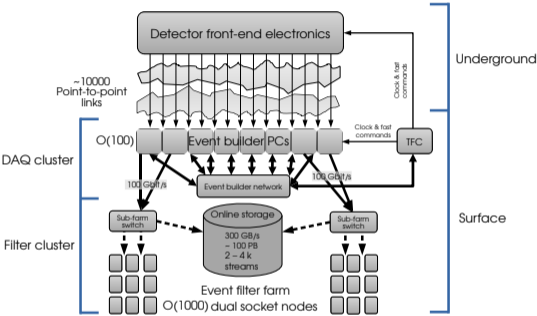 Detector front-end electronics
Underground
Clock & fast
commands
~10000
Point-to-point
links
Clock & fast
commands
O(100)
Event builder PCs
TFC
DAQ cluster
100 Gbit/s
Event builder network
100 Gbit/s
Sub-farm
switch
Online storage
300 GB/s
~ 100 PB
2 - 4 k
streams
Sub-farm
switch
Surface
Filter cluster
Event filter farm
O(1000) dual socket nodes